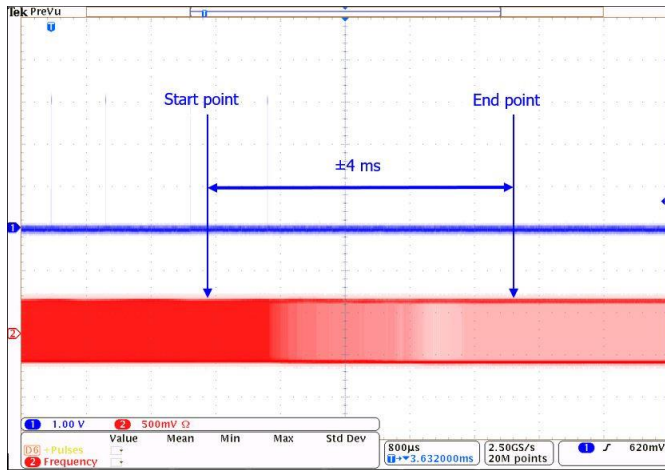 Tek PreVu
T
T
Start point
End point
±4 ms
1
2
1 1.00 V 2 500mV Ω
Value Mean Min Max Std Dev
D6 +Pulses
2 Frequency
800µs
T→▾3.632000ms
2.50GS/s
20M points
1 ƒ 620mV